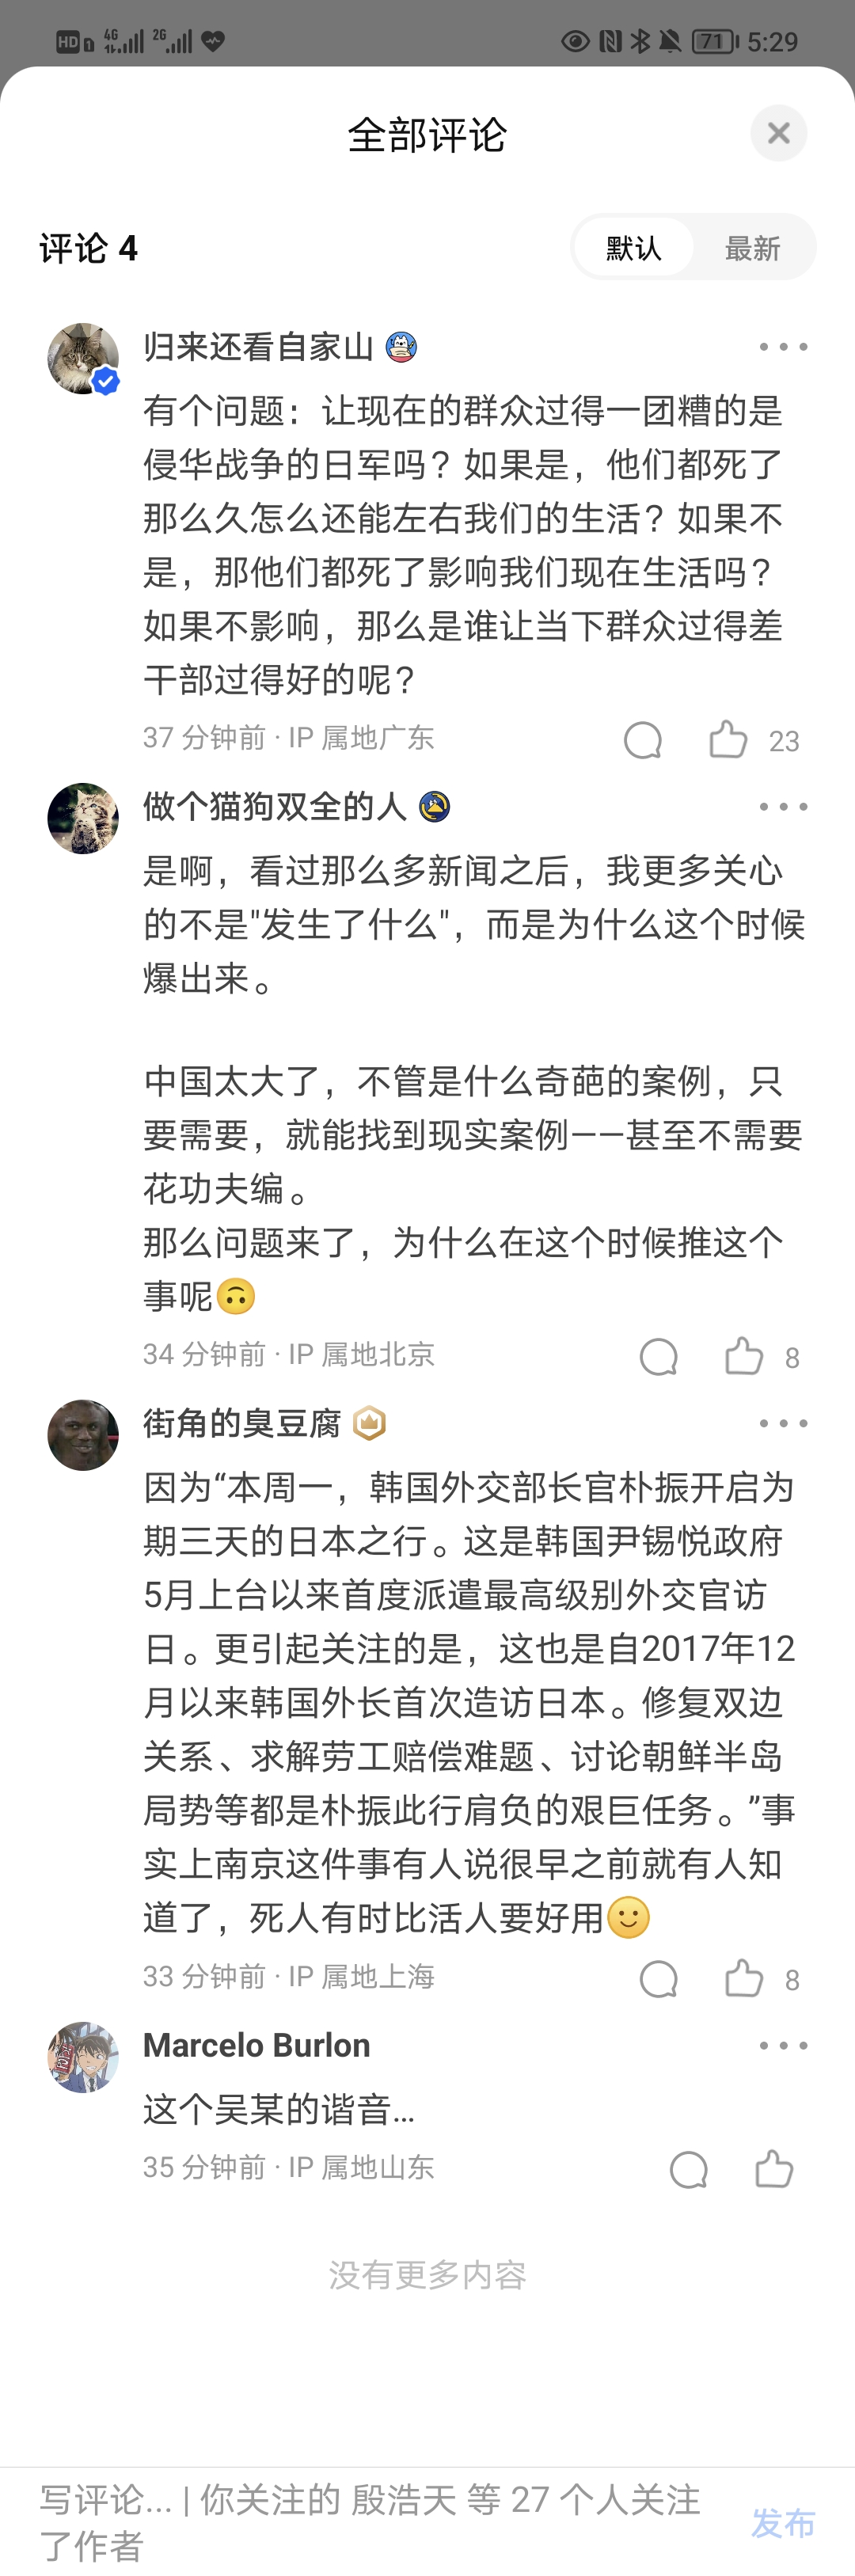 HD 4G 2G 71 5:29
全部评论
评论 4
默认 最新
归来还看自家山
有个问题：让现在的群众过得一团糟的是
侵华战争的日军吗？如果是，他们都死了
那么久怎么还能左右我们的生活？如果不
是，那他们都死了影响我们现在生活吗？
如果不影响，那么是谁让当下群众过得差
干部过得好的呢？
37 分钟前 · IP 属地广东 23
做个猫狗双全的人
是啊，看过那么多新闻之后，我更多关心
的不是"发生了什么"，而是为什么这个时候
爆出来。
中国太大了，不管是什么奇葩的案例，只
要需要，就能找到现实案例——甚至不需要
花功夫编。
那么问题来了，为什么在这个时候推这个
事呢🙃
34 分钟前 · IP 属地北京 8
街角的臭豆腐
因为“本周一，韩国外交部长官朴振开启为
期三天的日本之行。这是韩国尹锡悦政府
5月上台以来首度派遣最高级别外交官访
日。更引起关注的是，这也是自2017年12
月以来韩国外长首次造访日本。修复双边
关系、求解劳工赔偿难题、讨论朝鲜半岛
局势等都是朴振此行肩负的艰巨任务。”事
实上南京这件事有人说很早之前就有人知
道了，死人有时比活人要好用🙂
33 分钟前 · IP 属地上海 8
Marcelo Burlon
这个吴某的谐音…
35 分钟前 · IP 属地山东
没有更多内容
写评论... | 你关注的 殷浩天 等 27 个人关注
了作者
发布